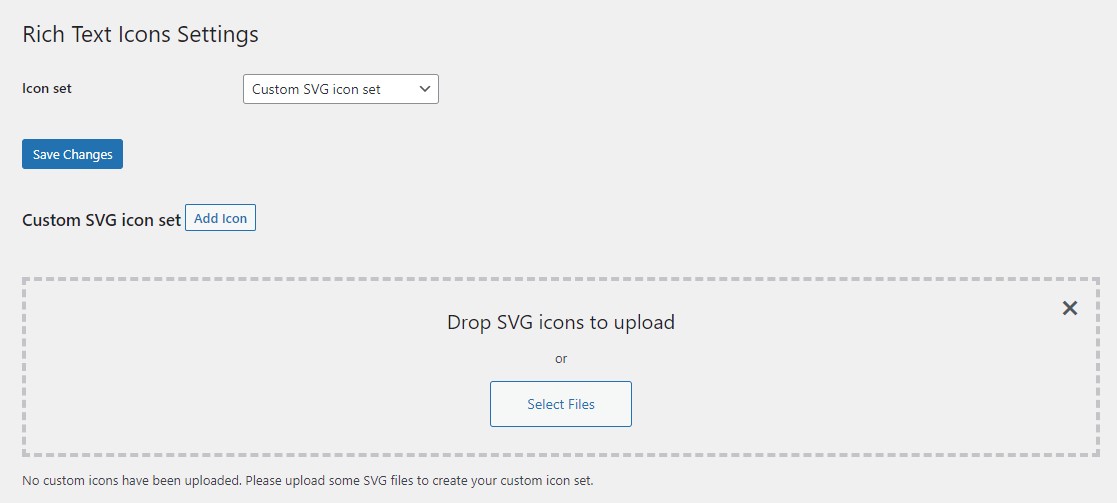 Rich Text Icons Settings
Icon set
Custom SVG icon set
Save Changes
Custom SVG icon set
Add Icon
Drop SVG icons to upload
or
Select Files
No custom icons have been uploaded. Please upload some SVG files to create your custom icon set.